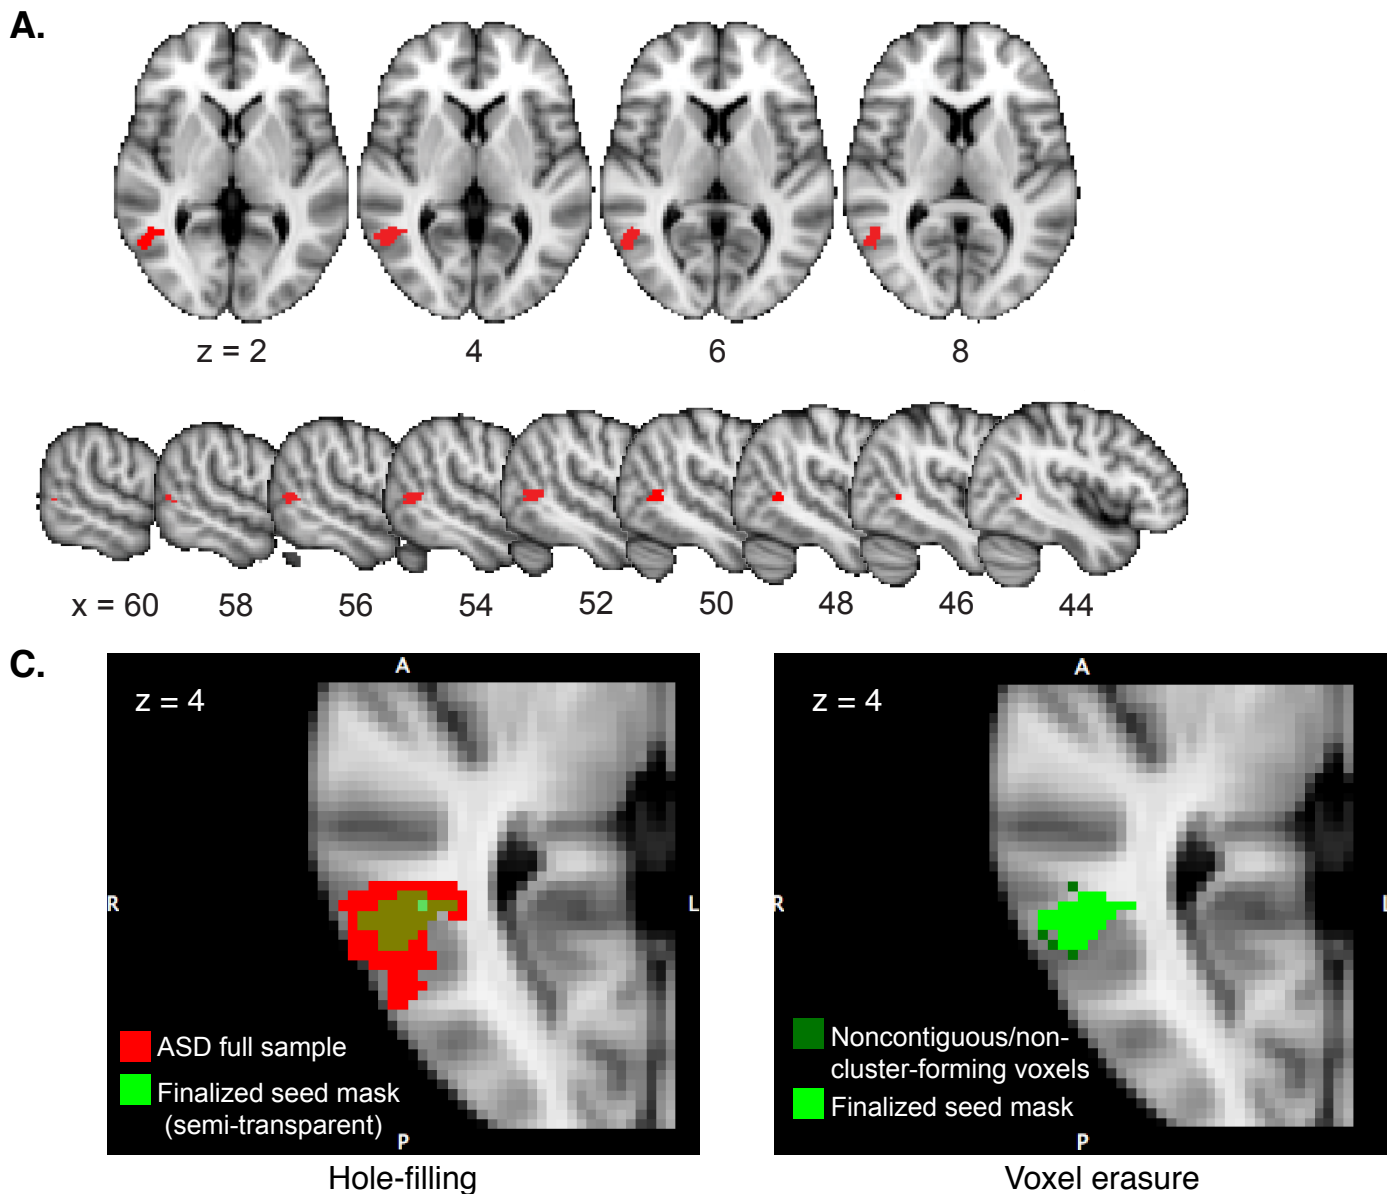 A.
z = 2 4 6 8
x = 60 58 56 54 52 50 48 46 44
C.
A
z = 4
R
L
ASD full sample
Finalized seed mask
(semi-transparent)
P
Hole-filling
A
z = 4
R
L
Noncontiguous/non-
cluster-forming voxels
Finalized seed mask
P
Voxel erasure